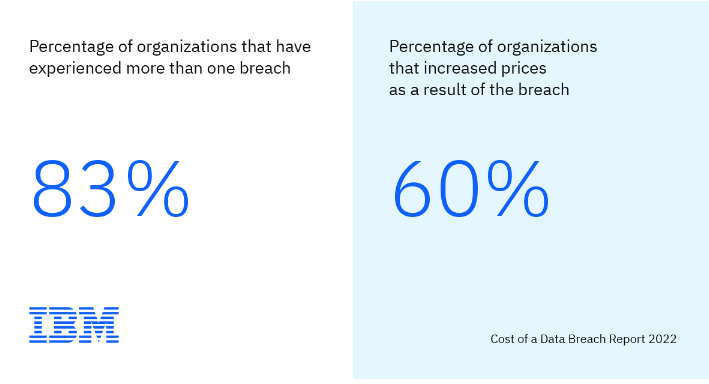 Percentage of organizations that have
experienced more than one breach
83%
IBM
Percentage of organizations
that increased prices
as a result of the breach
60%
Cost of a Data Breach Report 2022